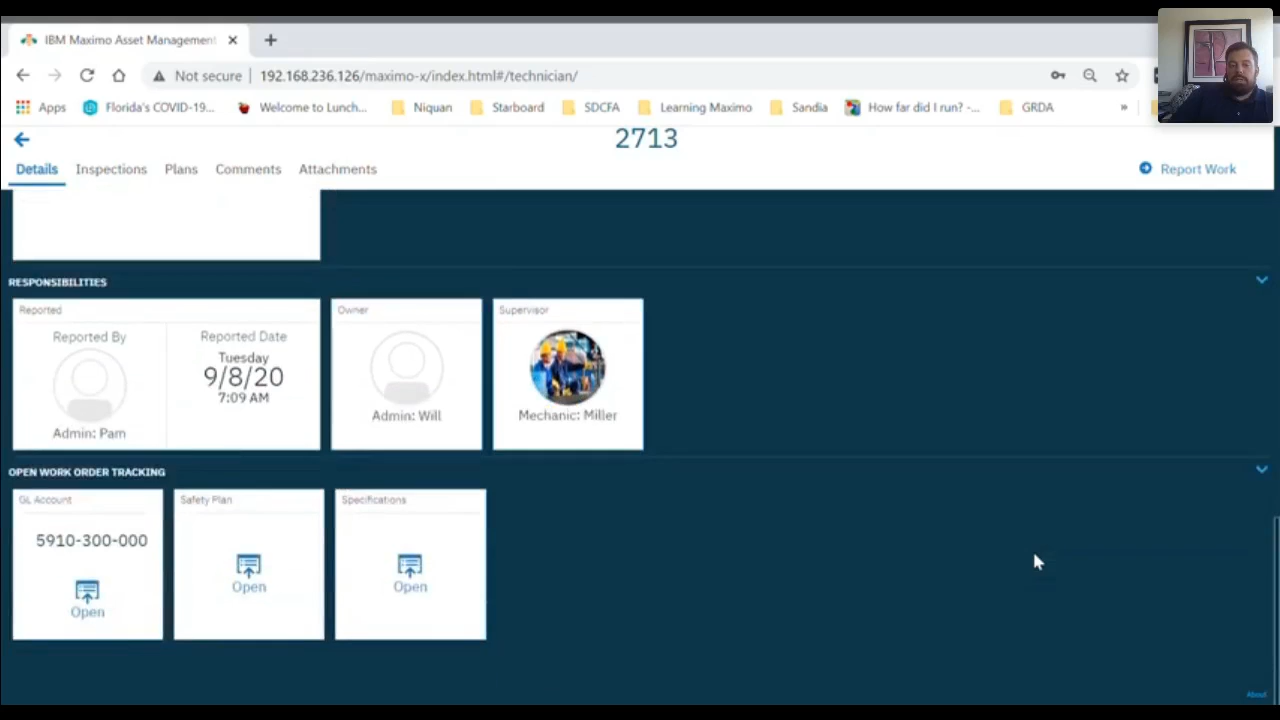 IBM Maximo Asset Management
Not secure 192.168.236.126/maximo-x/index.html#/technician/
Apps Florida's COVID-19... Welcome to Lunch... Niquan Starboard SDCFA Learning Maximo Sandia How far did I run? -... GRDA »
2713
Details Inspections Plans Comments Attachments Report Work
RESPONSIBILITIES
Reported Owner Supervisor
Reported By Reported Date
Tuesday
9/8/20
7:09 AM
Admin: Pam Admin: Will Mechanic: Miller
OPEN WORK ORDER TRACKING
GL Account Safety Plan Specifications
5910-300-000
Open Open Open
About